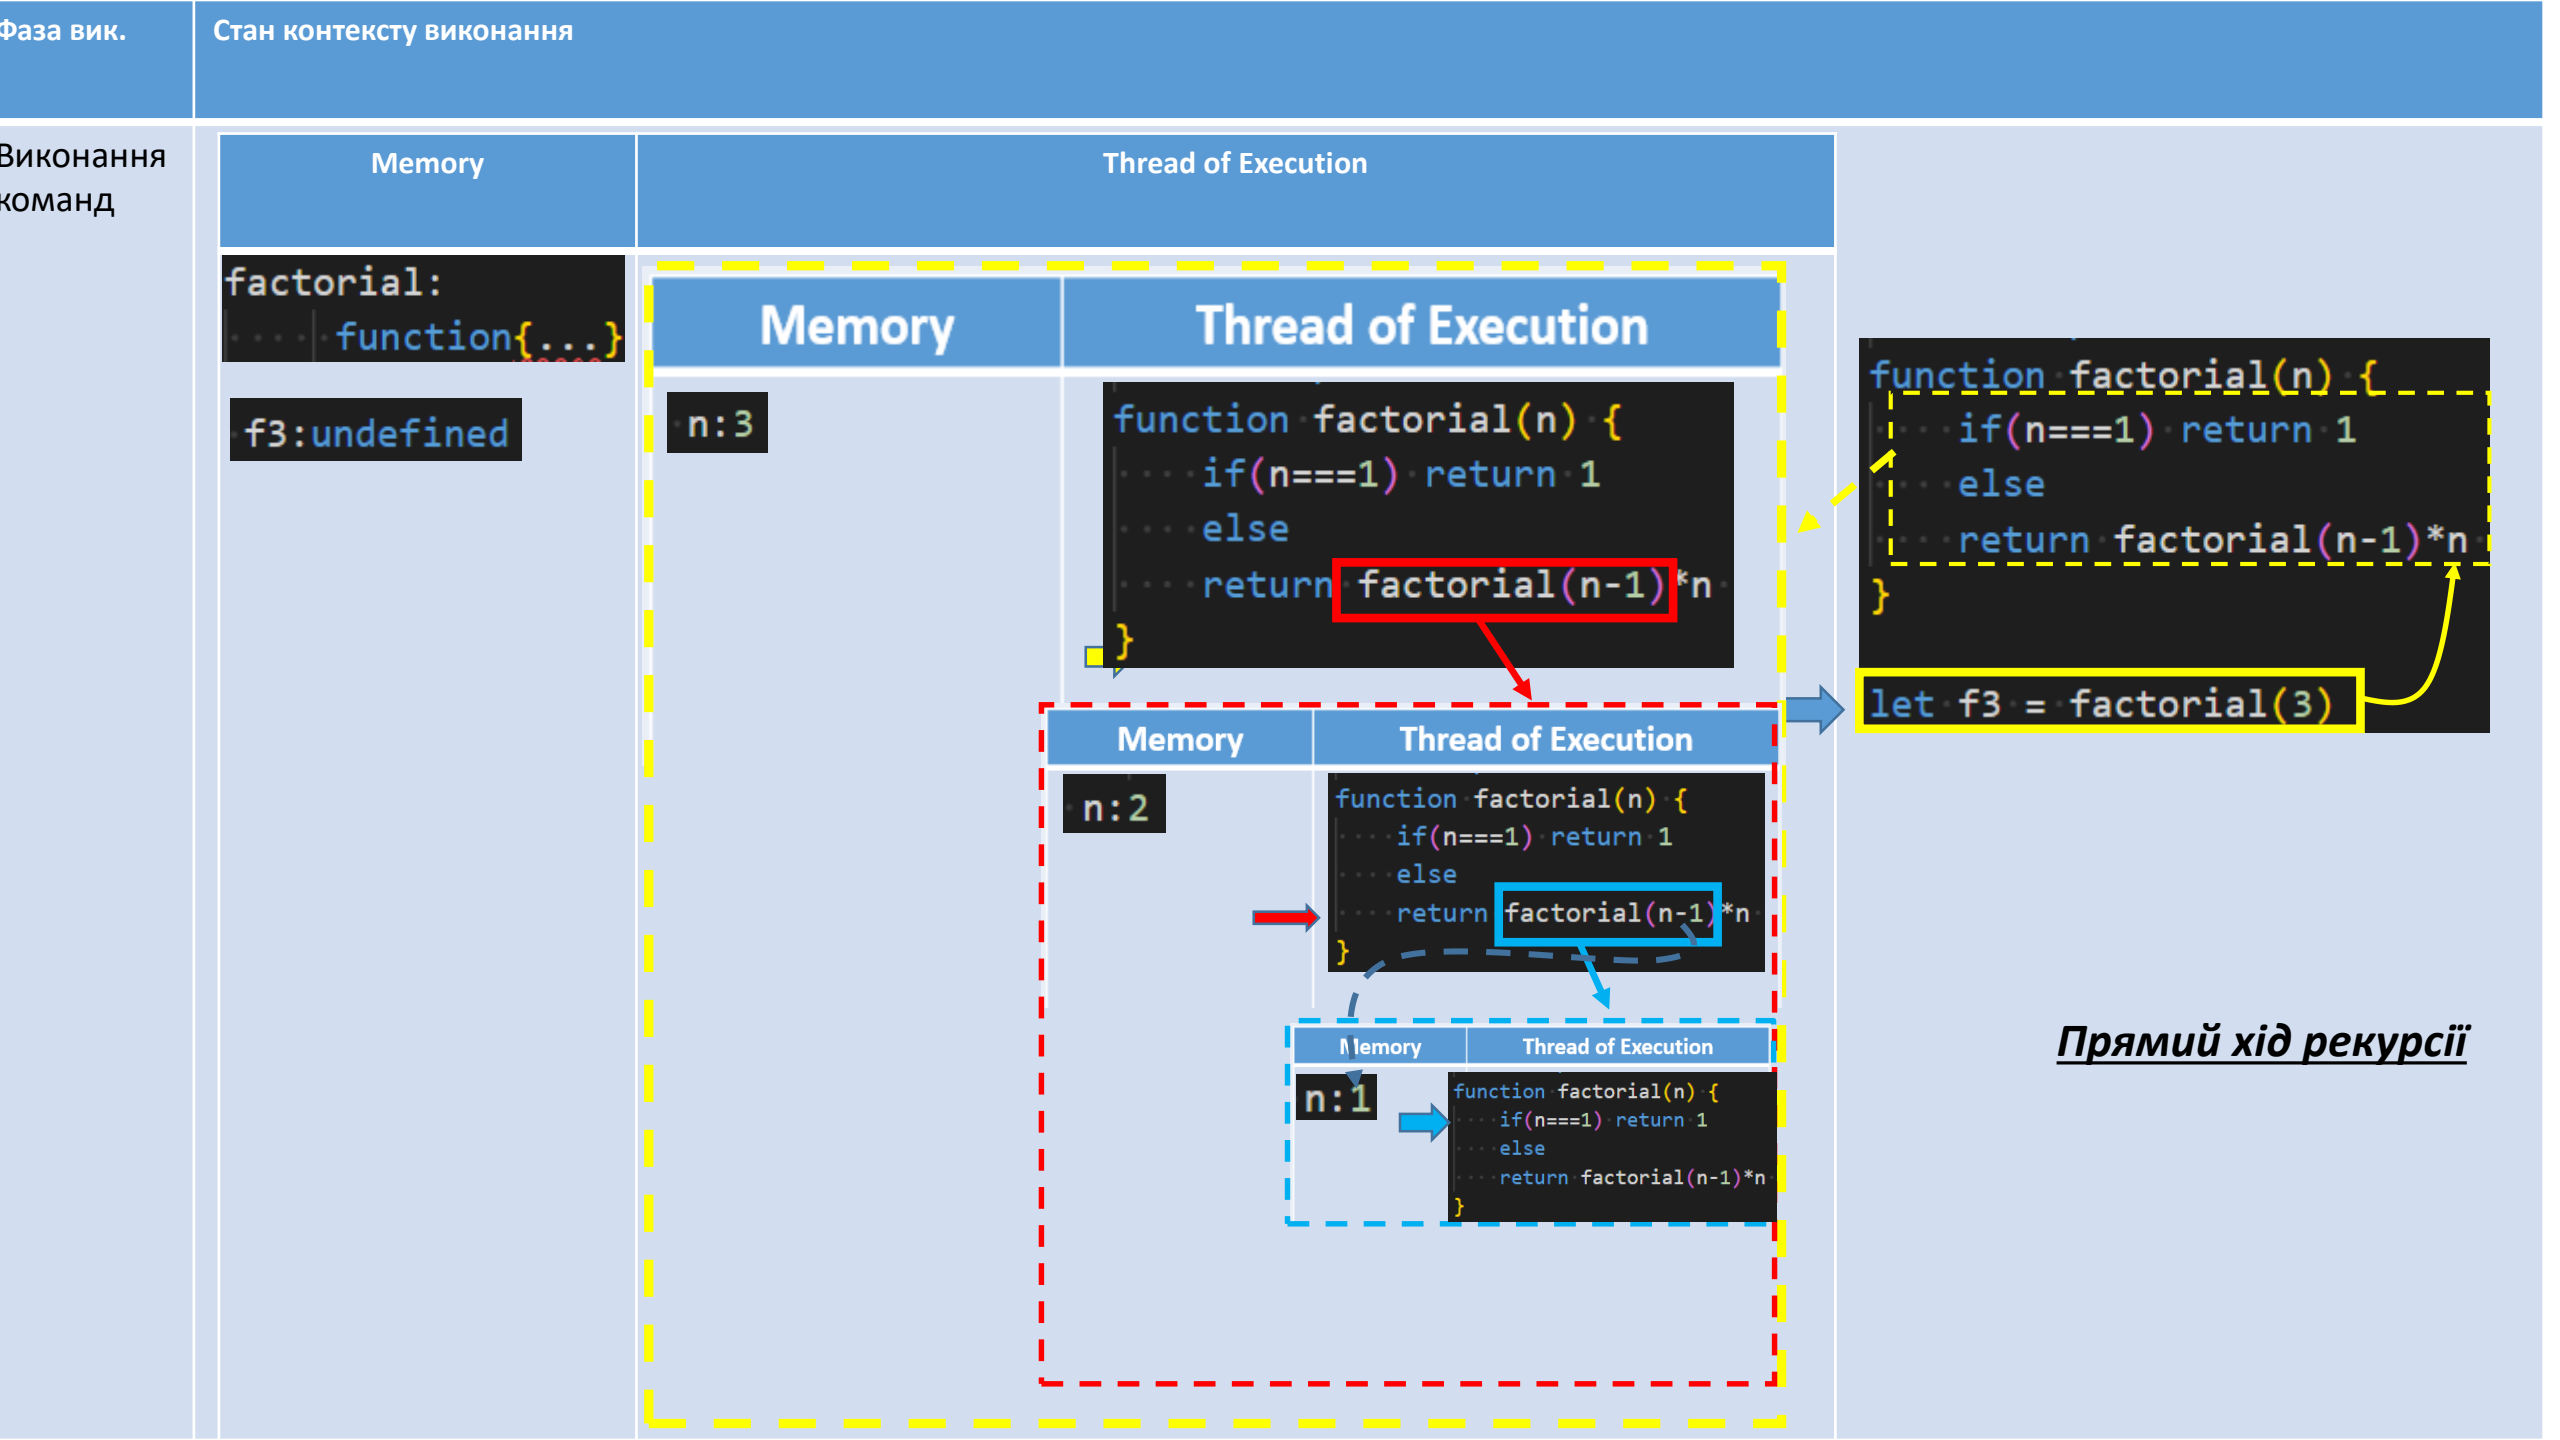 Фаза вик.
Стан контексту виконання
Виконання
команд
Memory
Thread of Execution
factorial:
function{...}
f3:undefined
Memory
Thread of Execution
n:3
function factorial(n) {
if(n===1) return 1
else
return factorial(n-1)*n
}
Memory
Thread of Execution
n:2
function factorial(n) {
if(n===1) return 1
else
return factorial(n-1)*n
}
Memory
Thread of Execution
n:1
function factorial(n) {
if(n===1) return 1
else
return factorial(n-1)*n
}
function factorial(n) {
if(n===1) return 1
else
return factorial(n-1)*n
}
let f3 = factorial(3)
Прямий хід рекурсії